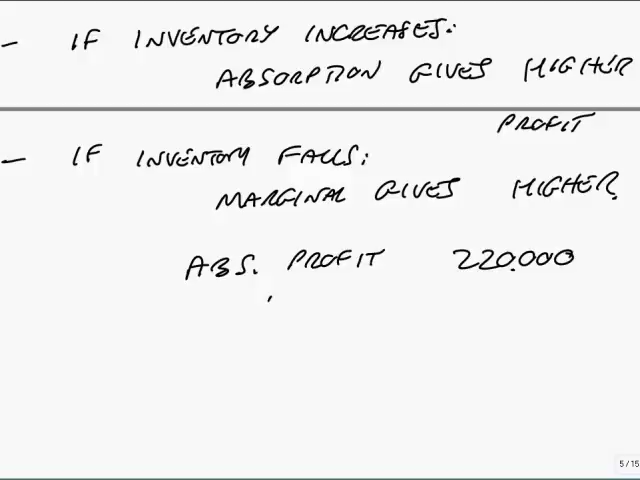 - IF INVENTORY INCREASES:
ABSORPTION GIVES HIGHER
PROFIT
- IF INVENTORY FALLS:
MARGINAL GIVES HIGHER.
ABS. PROFIT 220.000
5 / 15